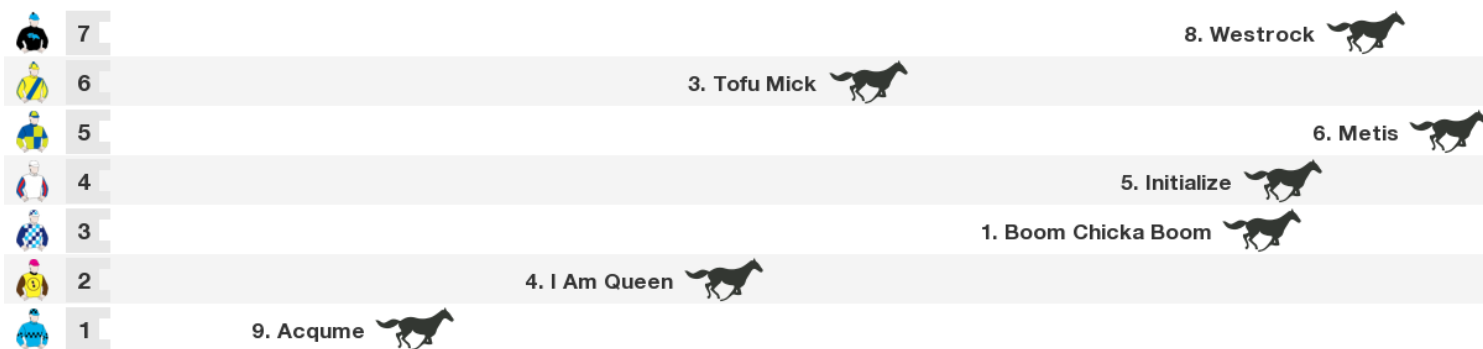 7 8. Westrock
6 3. Tofu Mick
5 6. Metis
4 5. Initialize
3 1. Boom Chicka Boom
2 4. I Am Queen
1 9. Acqume